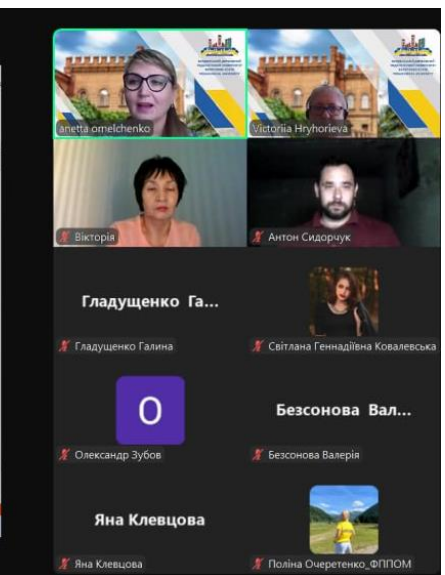 anetta omelchenko
Victoriia Hryhorieva
Вікторія
Антон Сидорчук
Гладущенко Га...
Гладущенко Галина
Світлана Геннадіївна Ковалевська
О
Олександр Зубов
Безсонова Вал...
Безсонова Валерія
Яна Клевцова
Яна Клевцова
Поліна Очеретенко_ФППОМ